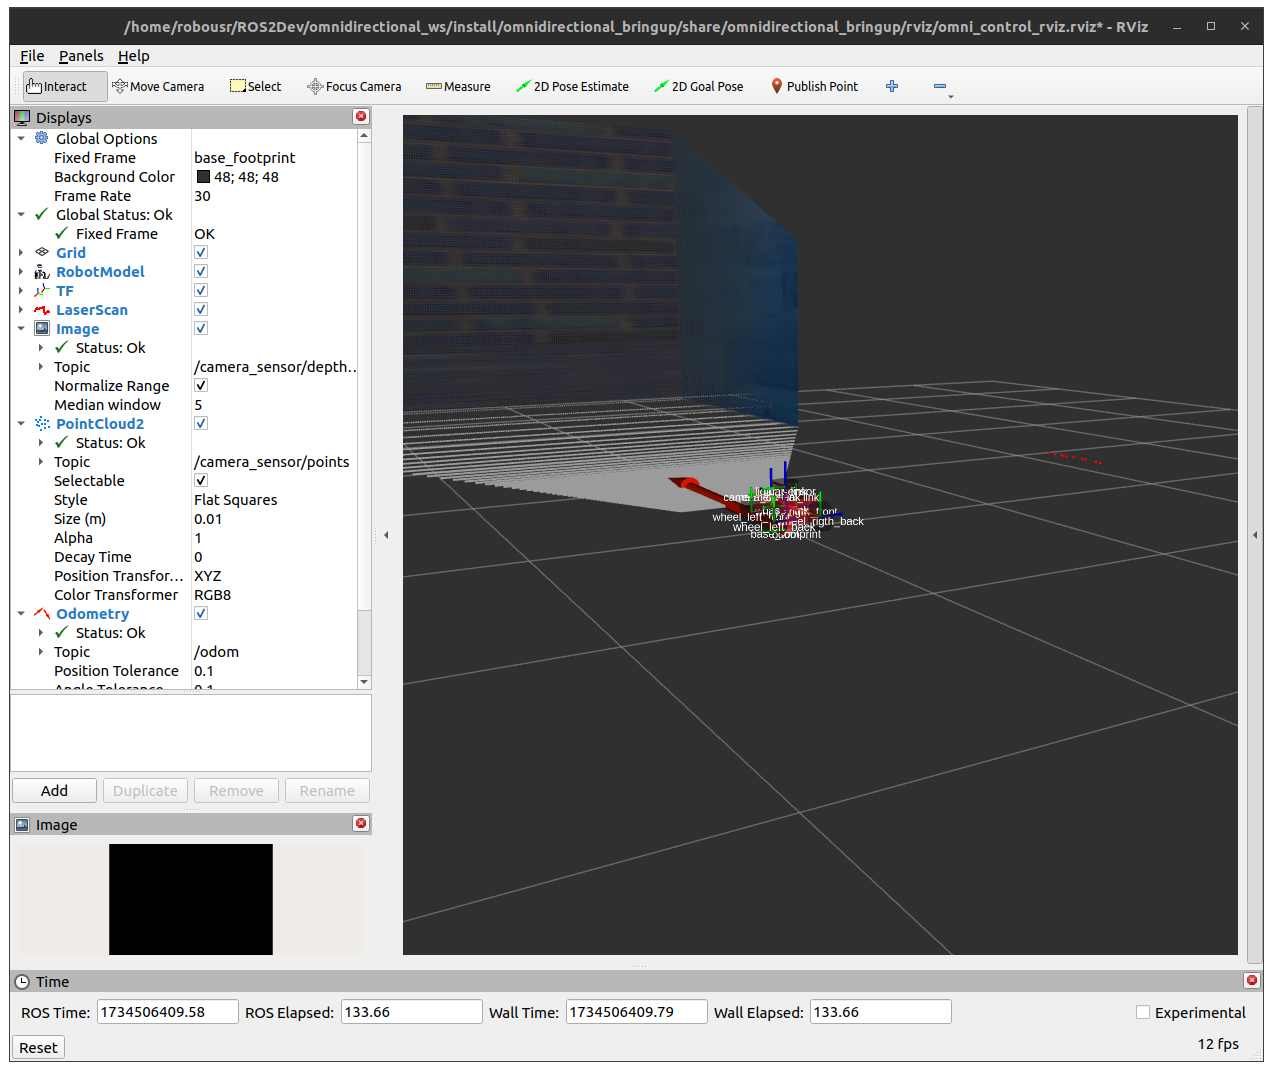 /home/robousr/ROS2Dev/omnidirectional_ws/install/omnidirectional_bringup/share/omnidirectional_bringup/rviz/omni_control_rviz.rviz* - RViz
File Panels Help
Interact Move Camera Select Focus Camera Measure 2D Pose Estimate 2D Goal Pose Publish Point
Displays
Global Options
Fixed Frame base_footprint
Background Color 48; 48; 48
Frame Rate 30
Global Status: Ok
Fixed Frame OK
Grid
RobotModel
TF
LaserScan
Image
Status: Ok
Topic /camera_sensor/depth…
Normalize Range
Median window 5
PointCloud2
Status: Ok
Topic /camera_sensor/points
Selectable
Style Flat Squares
Size (m) 0.01
Alpha 1
Decay Time 0
Position Transfor… XYZ
Color Transformer RGB8
Odometry
Status: Ok
Topic /odom
Position Tolerance 0.1
Angle Tolerance 0.1
wheel_left_back
base_footprint
Add Duplicate Remove Rename
Image
Time
ROS Time: 1734506409.58 ROS Elapsed: 133.66 Wall Time: 1734506409.79 Wall Elapsed: 133.66 Experimental
Reset 12 fps